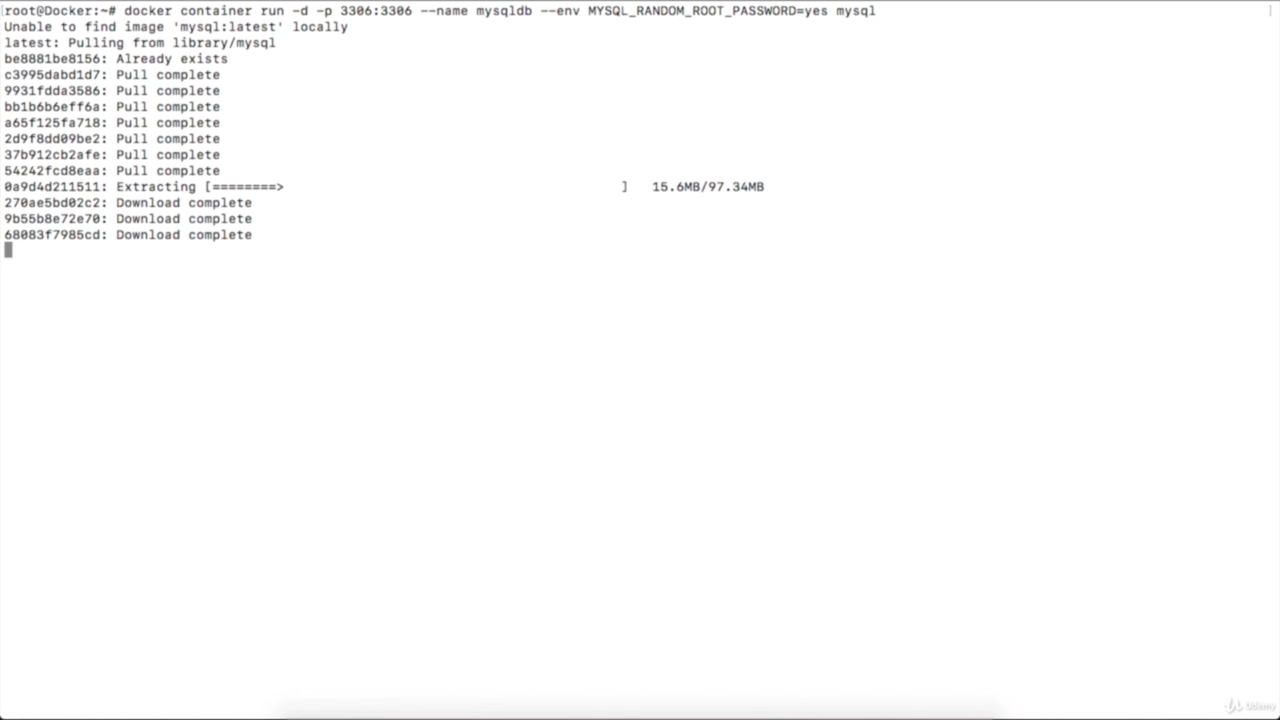 root@Docker:~# docker container run -d -p 3306:3306 --name mysqldb --env MYSQL_RANDOM_ROOT_PASSWORD=yes mysql
Unable to find image 'mysql:latest' locally
latest: Pulling from library/mysql
be8881be8156: Already exists
c3995dabd1d7: Pull complete
9931fdda3586: Pull complete
bb1b6b6eff6a: Pull complete
a65f125fa718: Pull complete
2d9f8dd09be2: Pull complete
37b912cb2afe: Pull complete
54242fcd8eaa: Pull complete
0a9d4d211511: Extracting [========> ] 15.6MB/97.34MB
270ae5bd02c2: Download complete
9b55b8e72e70: Download complete
68083f7985cd: Download complete
Udemy